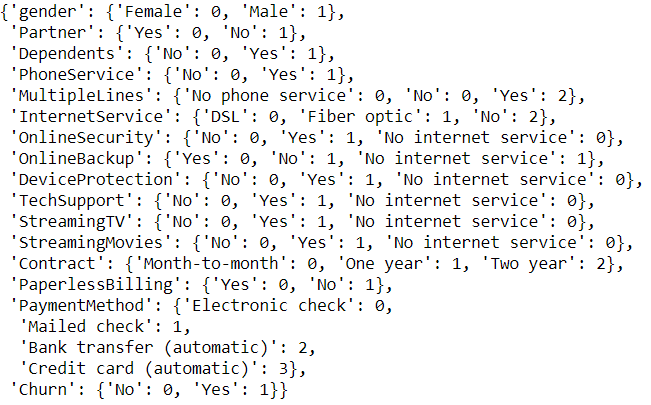 {'gender': {'Female': 0, 'Male': 1},
 'Partner': {'Yes': 0, 'No': 1},
 'Dependents': {'No': 0, 'Yes': 1},
 'PhoneService': {'No': 0, 'Yes': 1},
 'MultipleLines': {'No phone service': 0, 'No': 0, 'Yes': 2},
 'InternetService': {'DSL': 0, 'Fiber optic': 1, 'No': 2},
 'OnlineSecurity': {'No': 0, 'Yes': 1, 'No internet service': 0},
 'OnlineBackup': {'Yes': 0, 'No': 1, 'No internet service': 1},
 'DeviceProtection': {'No': 0, 'Yes': 1, 'No internet service': 0},
 'TechSupport': {'No': 0, 'Yes': 1, 'No internet service': 0},
 'StreamingTV': {'No': 0, 'Yes': 1, 'No internet service': 0},
 'StreamingMovies': {'No': 0, 'Yes': 1, 'No internet service': 0},
 'Contract': {'Month-to-month': 0, 'One year': 1, 'Two year': 2},
 'PaperlessBilling': {'Yes': 0, 'No': 1},
 'PaymentMethod': {'Electronic check': 0,
  'Mailed check': 1,
  'Bank transfer (automatic)': 2,
  'Credit card (automatic)': 3},
 'Churn': {'No': 0, 'Yes': 1}}